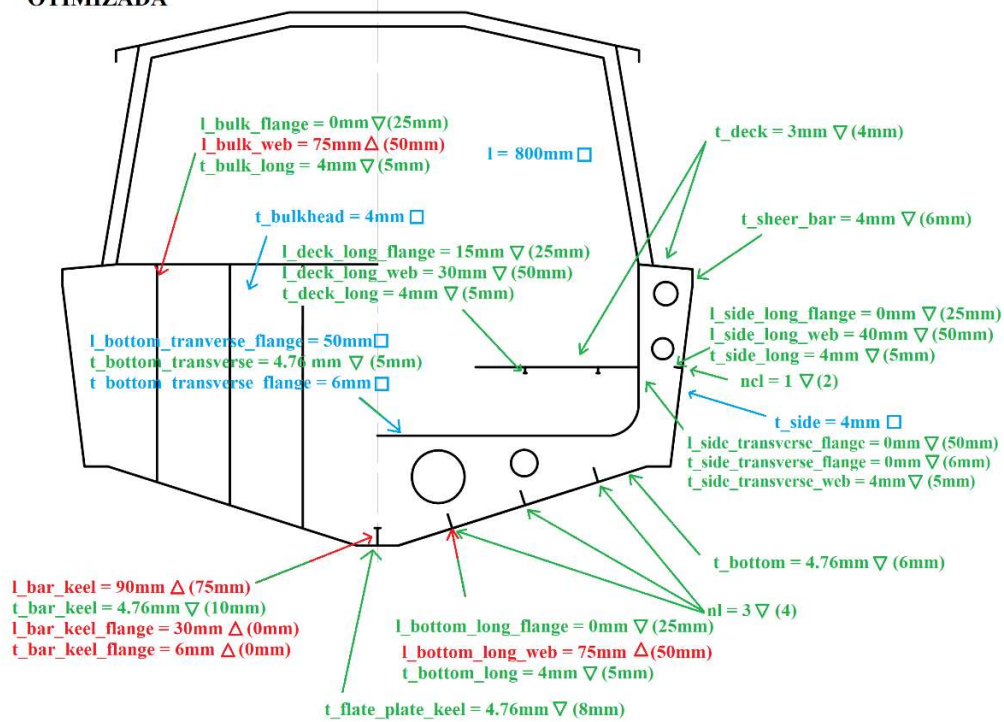 OTIMIZADA
l_bulk_flange = 0mm ▽ (25mm)
l_bulk_web = 75mm △ (50mm)
t_bulk_long = 4mm ▽ (5mm)
l = 800mm □
t_deck = 3mm ▽ (4mm)
t_bulkhead = 4mm □
t_sheer_bar = 4mm ▽ (6mm)
l_deck_long_flange = 15mm ▽ (25mm)
l_deck_long_web = 30mm ▽ (50mm)
t_deck_long = 4mm ▽ (5mm)
l_side_long_flange = 0mm ▽ (25mm)
l_side_long_web = 40mm ▽ (50mm)
t_side_long = 4mm ▽ (5mm)
ncl = 1 ▽ (2)
l_bottom_tranverse_flange = 50mm □
t_bottom_transverse = 4.76 mm ▽ (5mm)
t_bottom_transverse_flange = 6mm □
t_side = 4mm □
l_side_transverse_flange = 0mm ▽ (50mm)
t_side_transverse_flange = 0mm ▽ (6mm)
t_side_transverse_web = 4mm ▽ (5mm)
t_bottom = 4.76mm ▽ (6mm)
l_bar_keel = 90mm △ (75mm)
t_bar_keel = 4.76mm ▽ (10mm)
l_bar_keel_flange = 30mm △ (0mm)
t_bar_keel_flange = 6mm △ (0mm)
nl = 3 ▽ (4)
l_bottom_long_flange = 0mm ▽ (25mm)
l_bottom_long_web = 75mm △ (50mm)
t_bottom_long = 4mm ▽ (5mm)
t_flate_plate_keel = 4.76mm ▽ (8mm)